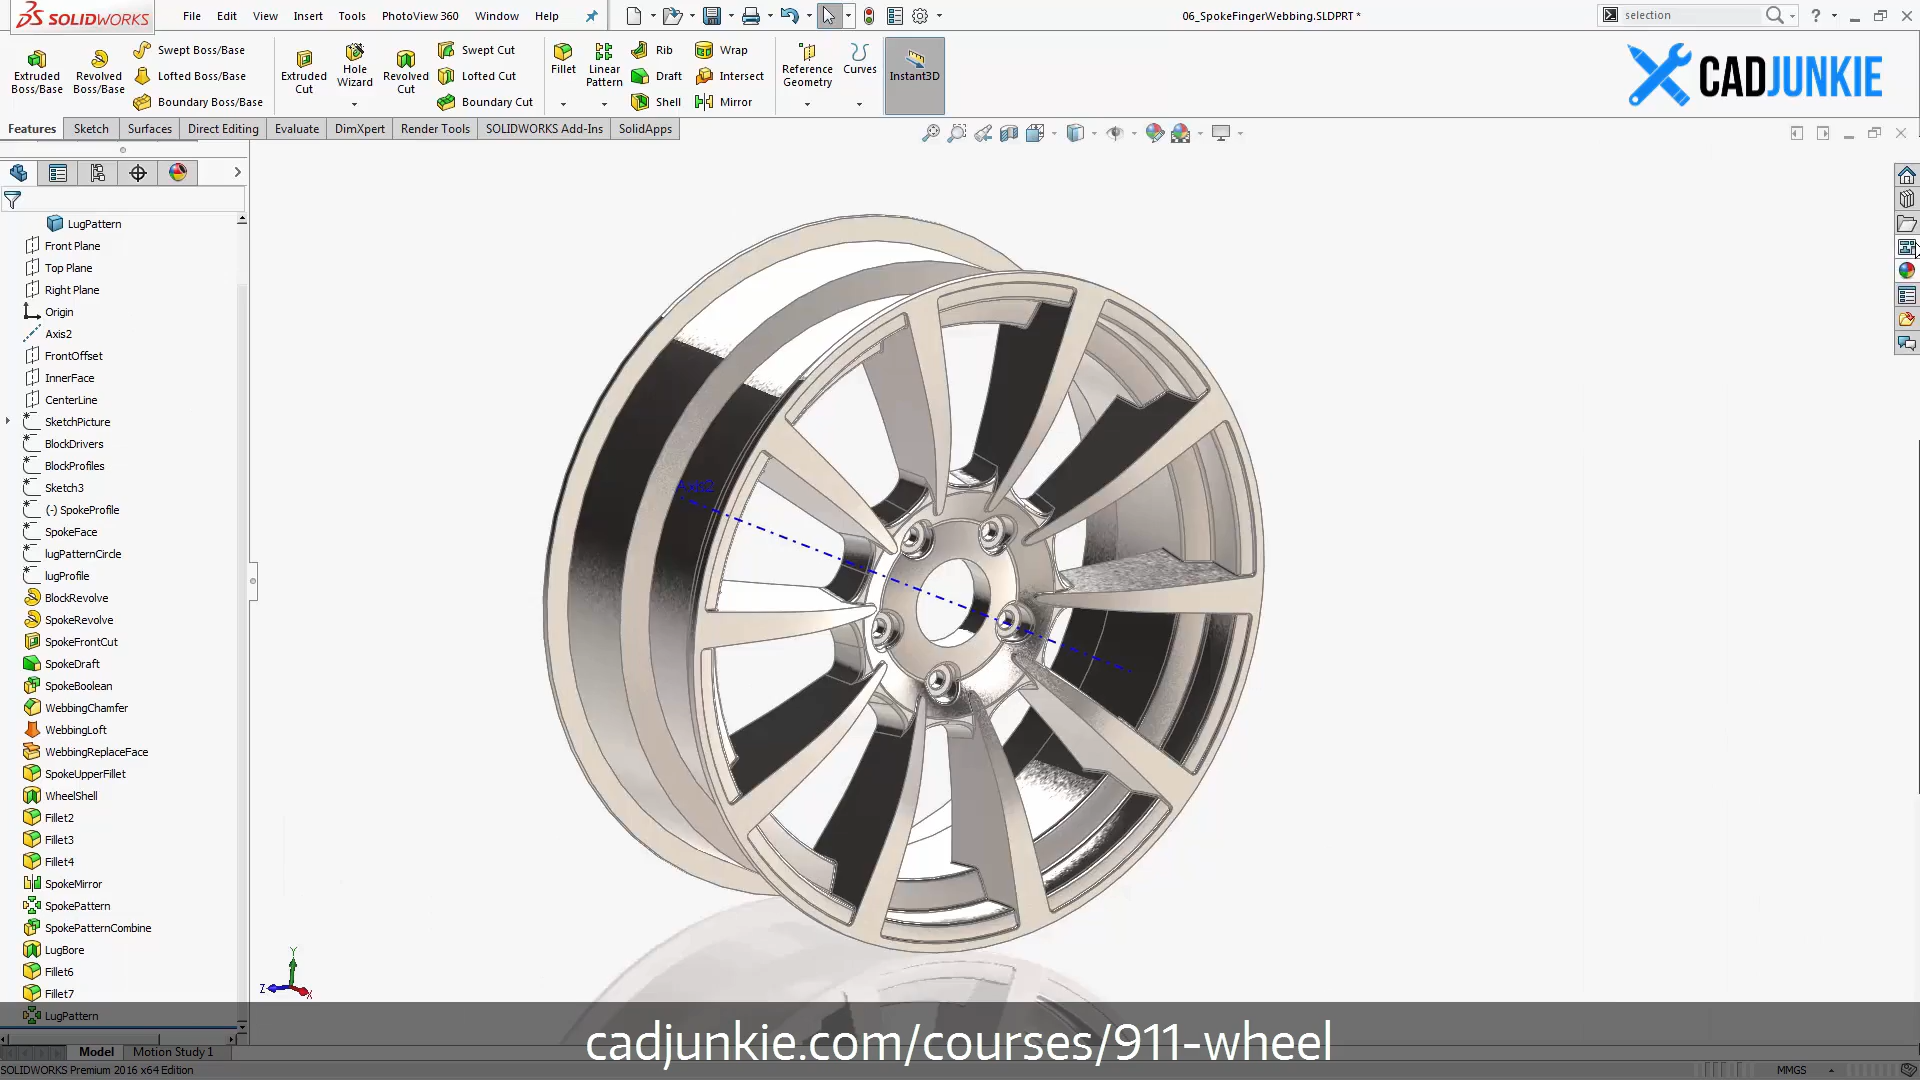 SOLIDWORKS
File Edit View Insert Tools PhotoView 360 Window Help
06_SpokeFingerWebbing.SLDPRT *
selection
Extruded Boss/Base
Revolved Boss/Base
Swept Boss/Base
Lofted Boss/Base
Boundary Boss/Base
Extruded Cut
Hole Wizard
Revolved Cut
Swept Cut
Lofted Cut
Boundary Cut
Fillet
Linear Pattern
Rib
Draft
Shell
Wrap
Intersect
Mirror
Reference Geometry
Curves
Instant3D
CADJUNKIE
Features Sketch Surfaces Direct Editing Evaluate DimXpert Render Tools SOLIDWORKS Add-Ins SolidApps
LugPattern
Front Plane
Top Plane
Right Plane
Origin
Axis2
FrontOffset
InnerFace
CenterLine
SketchPicture
BlockDrivers
BlockProfiles
Sketch3
(-) SpokeProfile
SpokeFace
lugPatternCircle
lugProfile
BlockRevolve
SpokeRevolve
SpokeFrontCut
SpokeDraft
SpokeBoolean
WebbingChamfer
WebbingLoft
WebbingReplaceFace
SpokeUpperFillet
WheelShell
Fillet2
Fillet3
Fillet4
SpokeMirror
SpokePattern
SpokePatternCombine
LugBore
Fillet6
Fillet7
LugPattern
Axis2
Y
Z
X
cadjunkie.com/courses/911-wheel
Model Motion Study 1
SOLIDWORKS Premium 2016 x64 Edition
MMGS